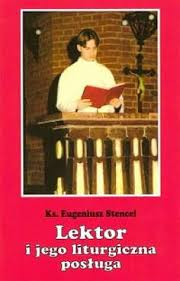 Ks. Eugeniusz Stencel
Lektor
i jego liturgiczna
posługa